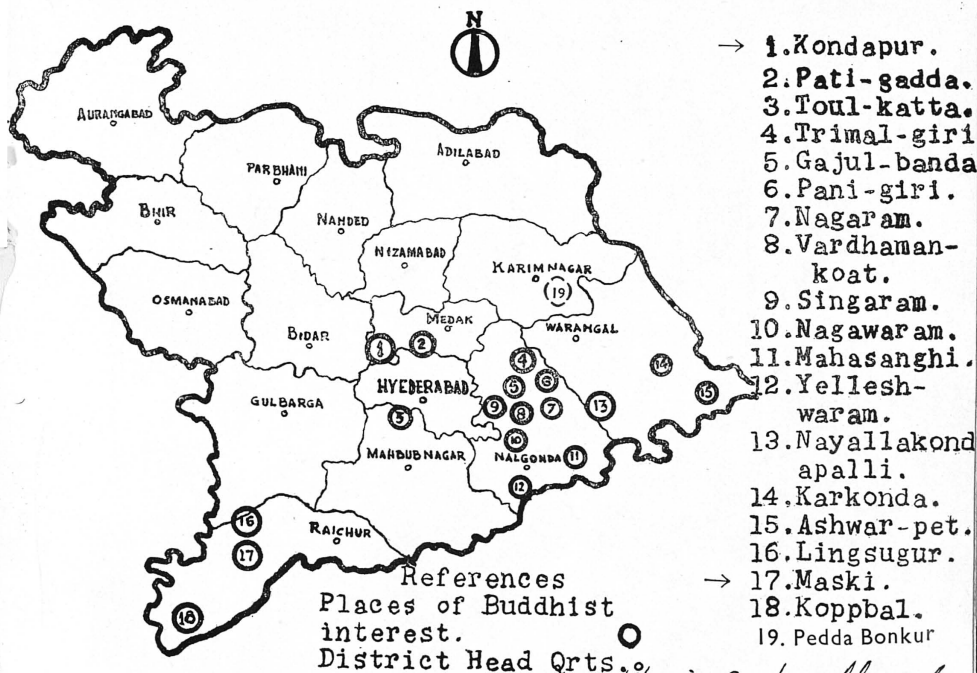 N
AURANGABAD
PARBHANI
ADILABAD
BHIR
NANDED
NIZAMABAD
KARIMNAGAR
19
OSMANABAD
BIDAR
MEDAK
WARANGAL
1
2
4
14
GULBARGA
HYEDERABAD
5
6
15
3
9
8
7
13
MAHBUBNAGAR
10
NALGONDA
11
12
16
RAICHUR
17
18
References
Places of Buddhist
interest.
District Head Qrts.
→ 1.Kondapur.
2.Pati-gadda.
3.Toul-katta.
4.Trimal-giri
5.Gajul-banda
6.Pani-giri.
7.Nagaram.
8.Vardhaman-
koat.
9.Singaram.
10.Nagawaram.
11.Mahasanghi.
12.Yellesh-
waram.
13.Nayallakond
apalli.
14.Karkonda.
15.Ashwar-pet.
16.Lingsugur.
→ 17.Maski.
18.Koppbal.
19. Pedda Bonkur